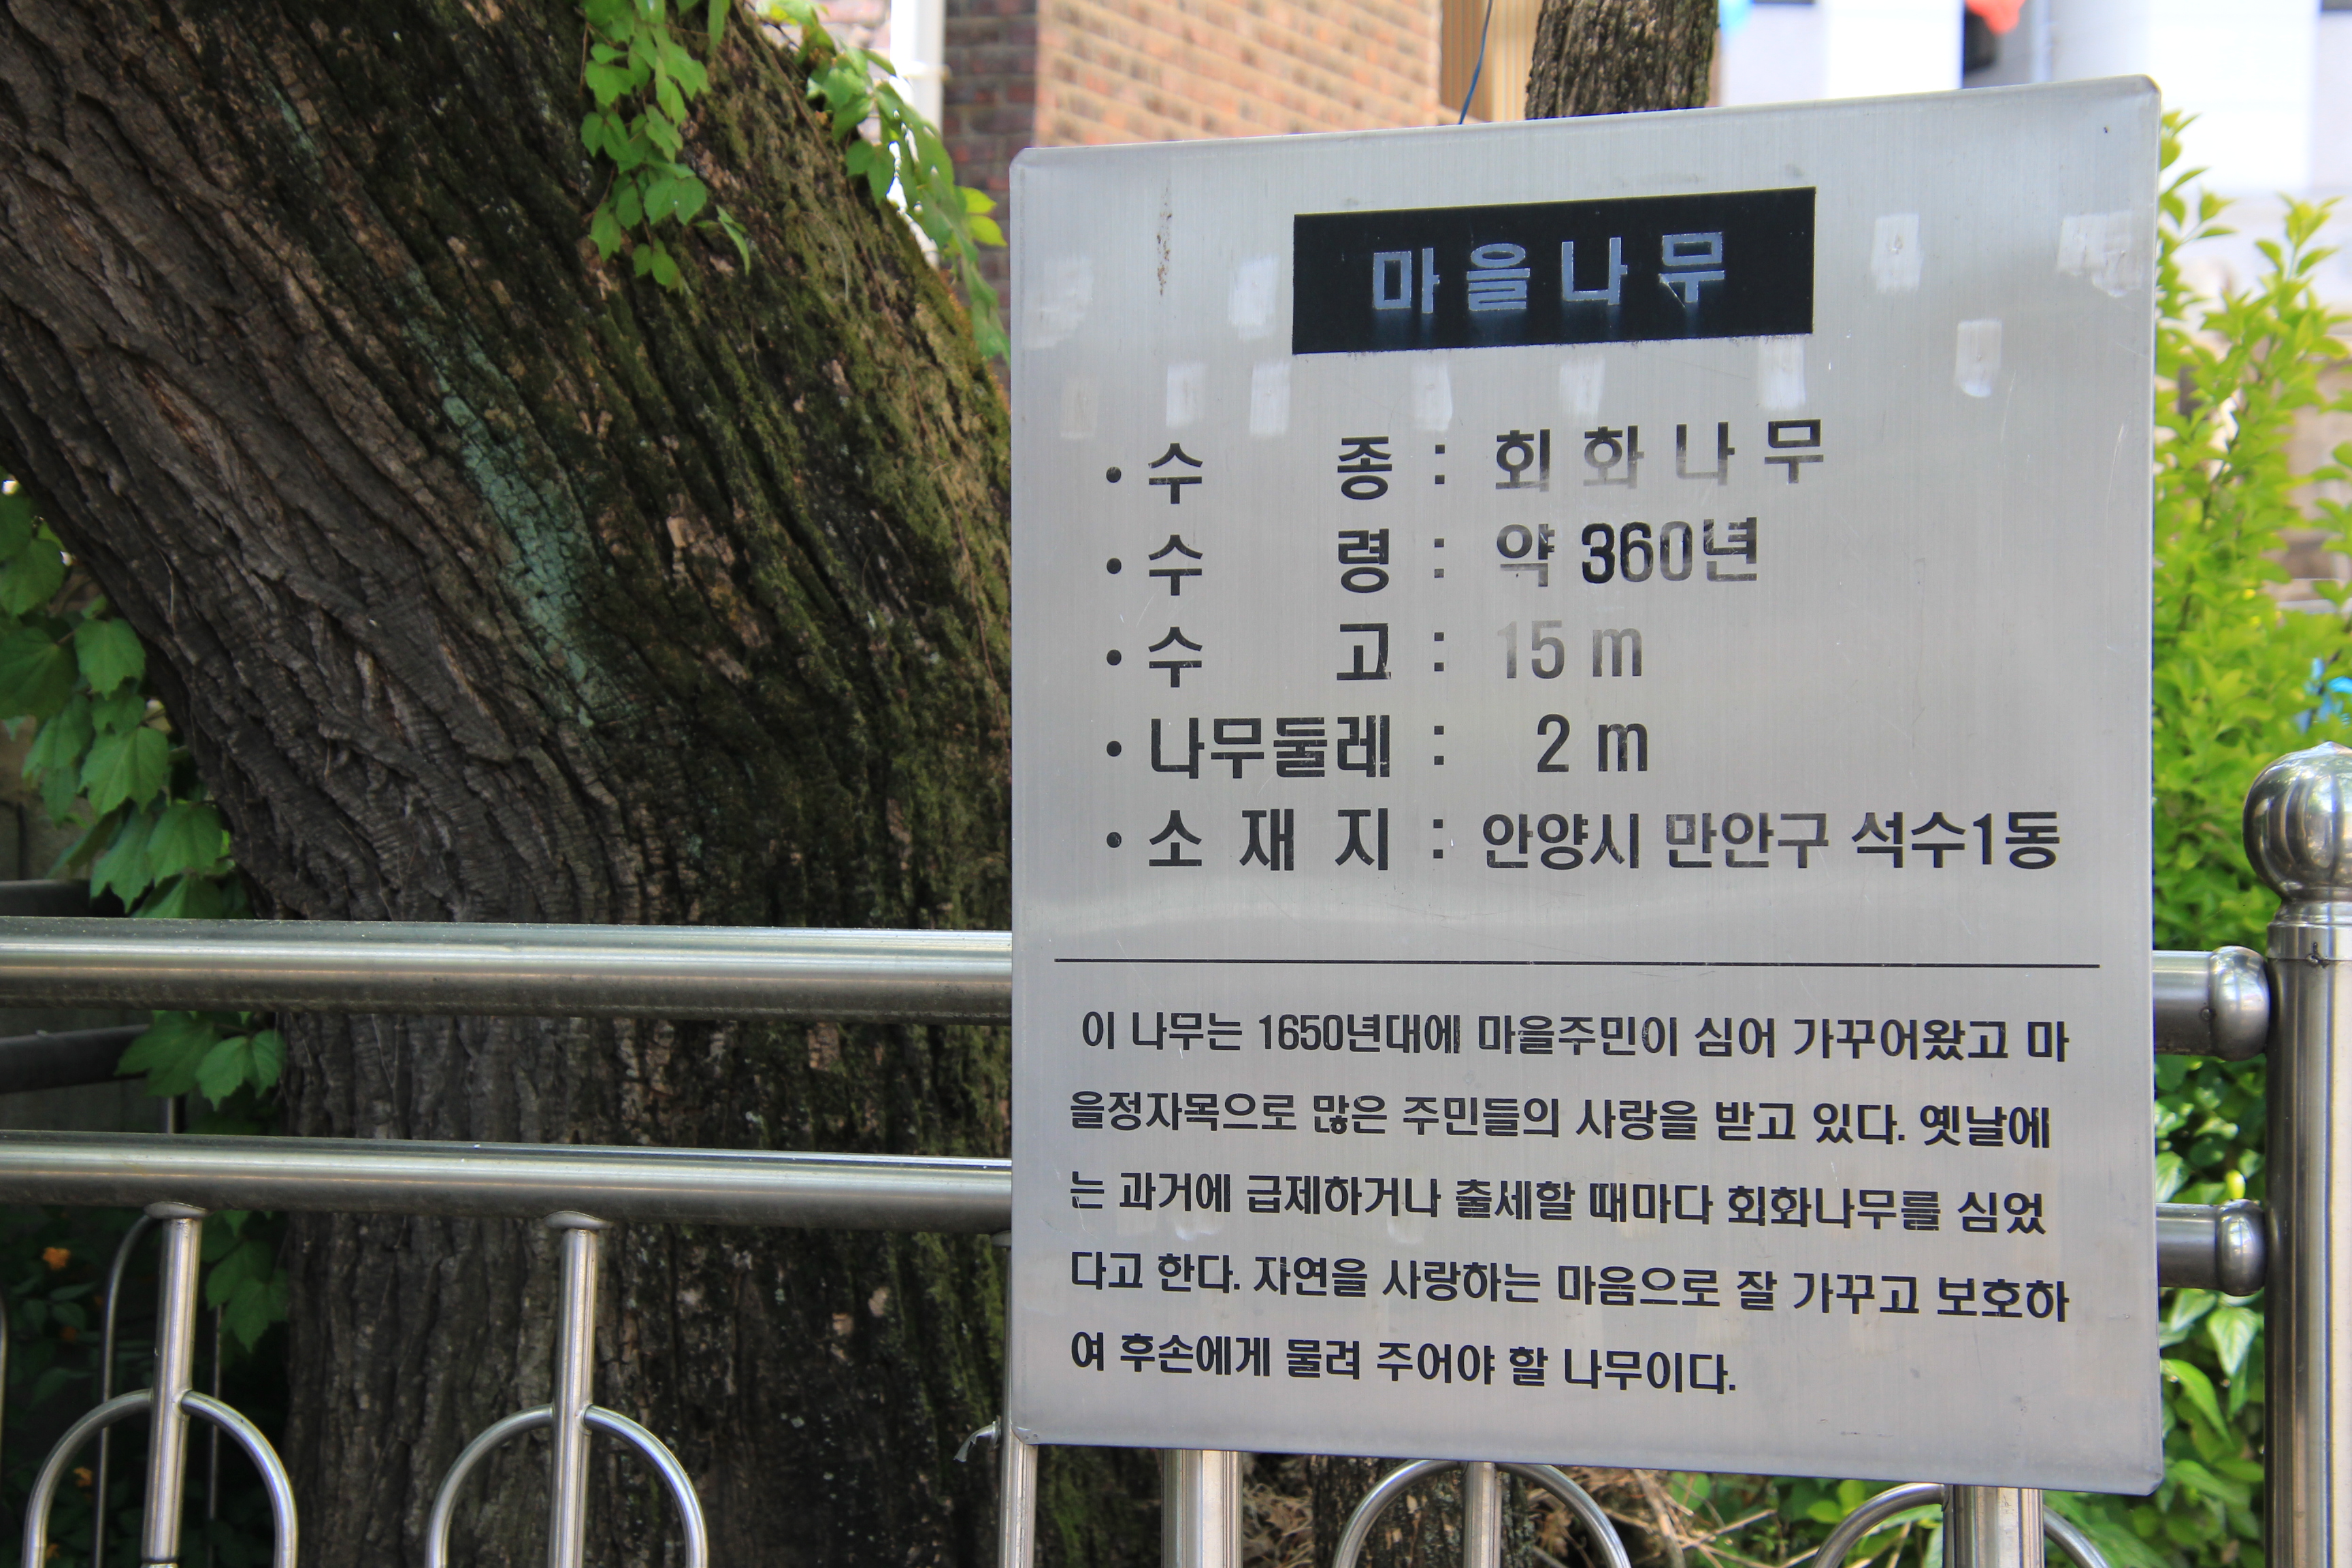 마을나무
• 수 종 : 회화나무
• 수 령 : 약 360년
• 수 고 : 15 m
• 나무둘레 : 2 m
• 소 재 지 : 안양시 만안구 석수1동
이 나무는 1650년대에 마을주민이 심어 가꾸어왔고 마
을정자목으로 많은 주민들의 사랑을 받고 있다. 옛날에
는 과거에 급제하거나 출세할 때마다 회화나무를 심었
다고 한다. 자연을 사랑하는 마음으로 잘 가꾸고 보호하
여 후손에게 물려 주어야 할 나무이다.